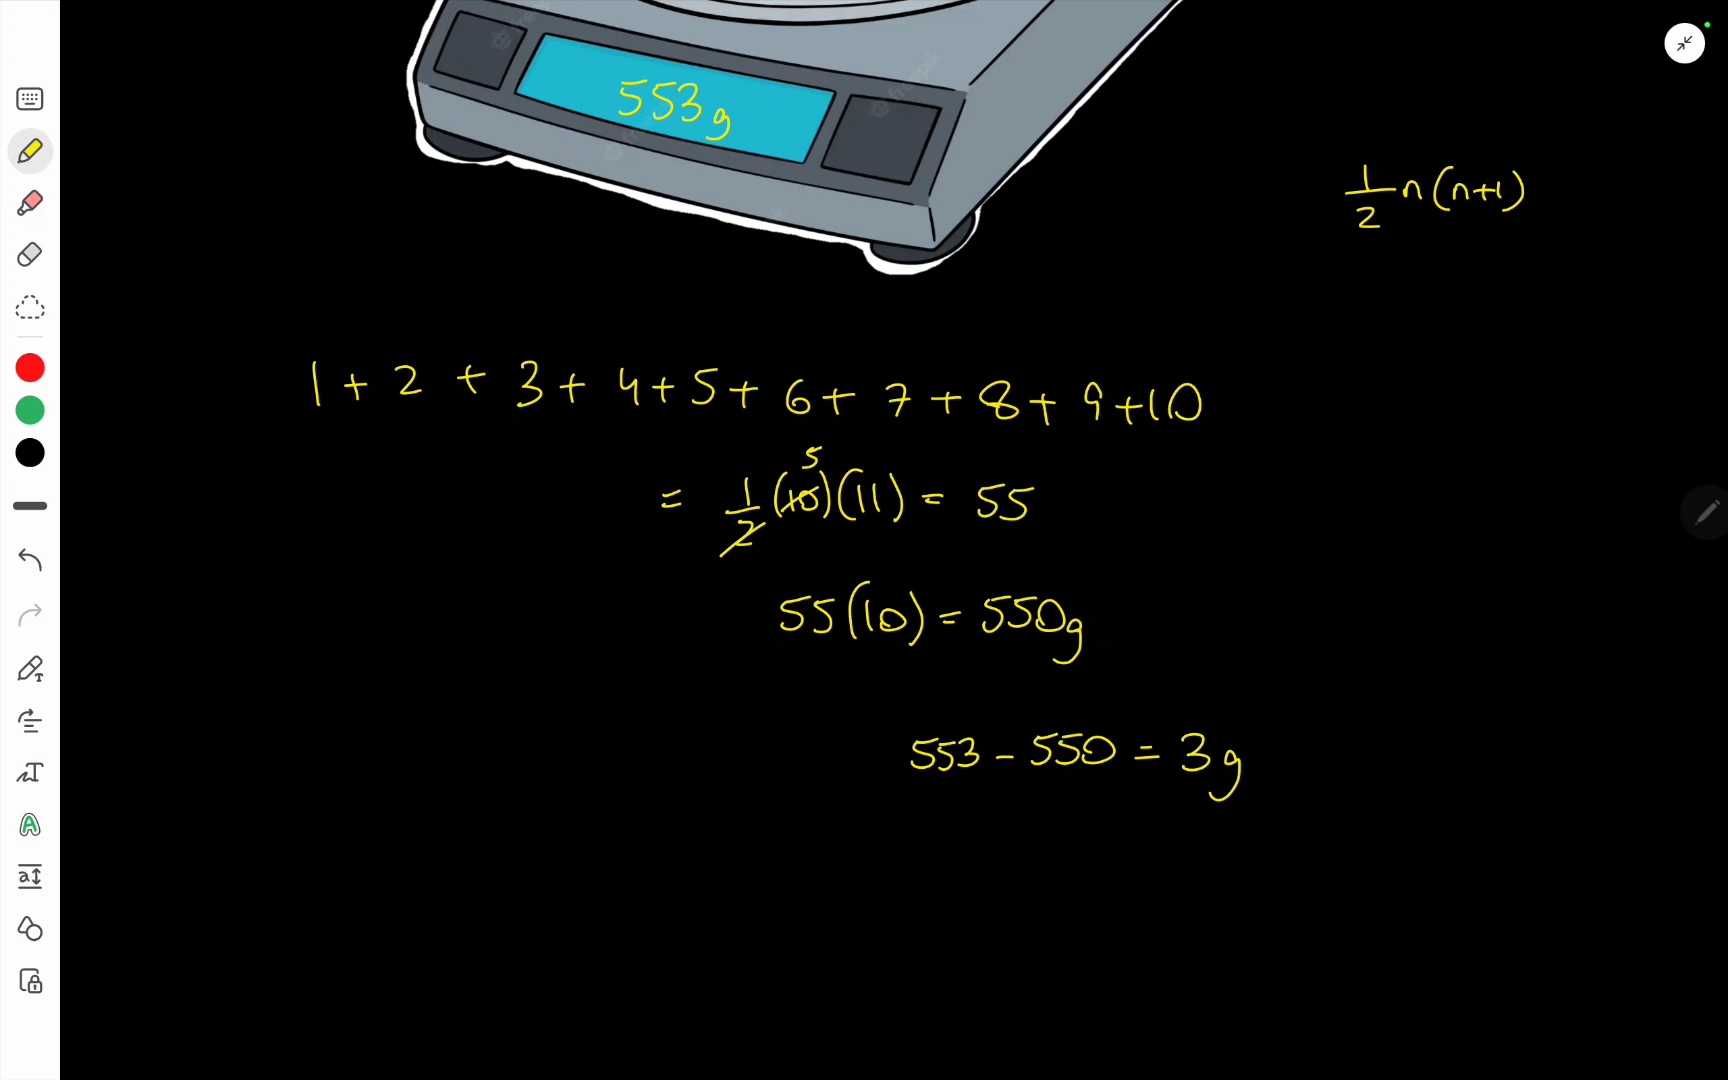 553g
1/2 n(n+1)
1 + 2 + 3 + 4 + 5 + 6 + 7 + 8 + 9 + 10
5
= 1/2 (10)(11) = 55
55(10) = 550g
553 - 550 = 3g